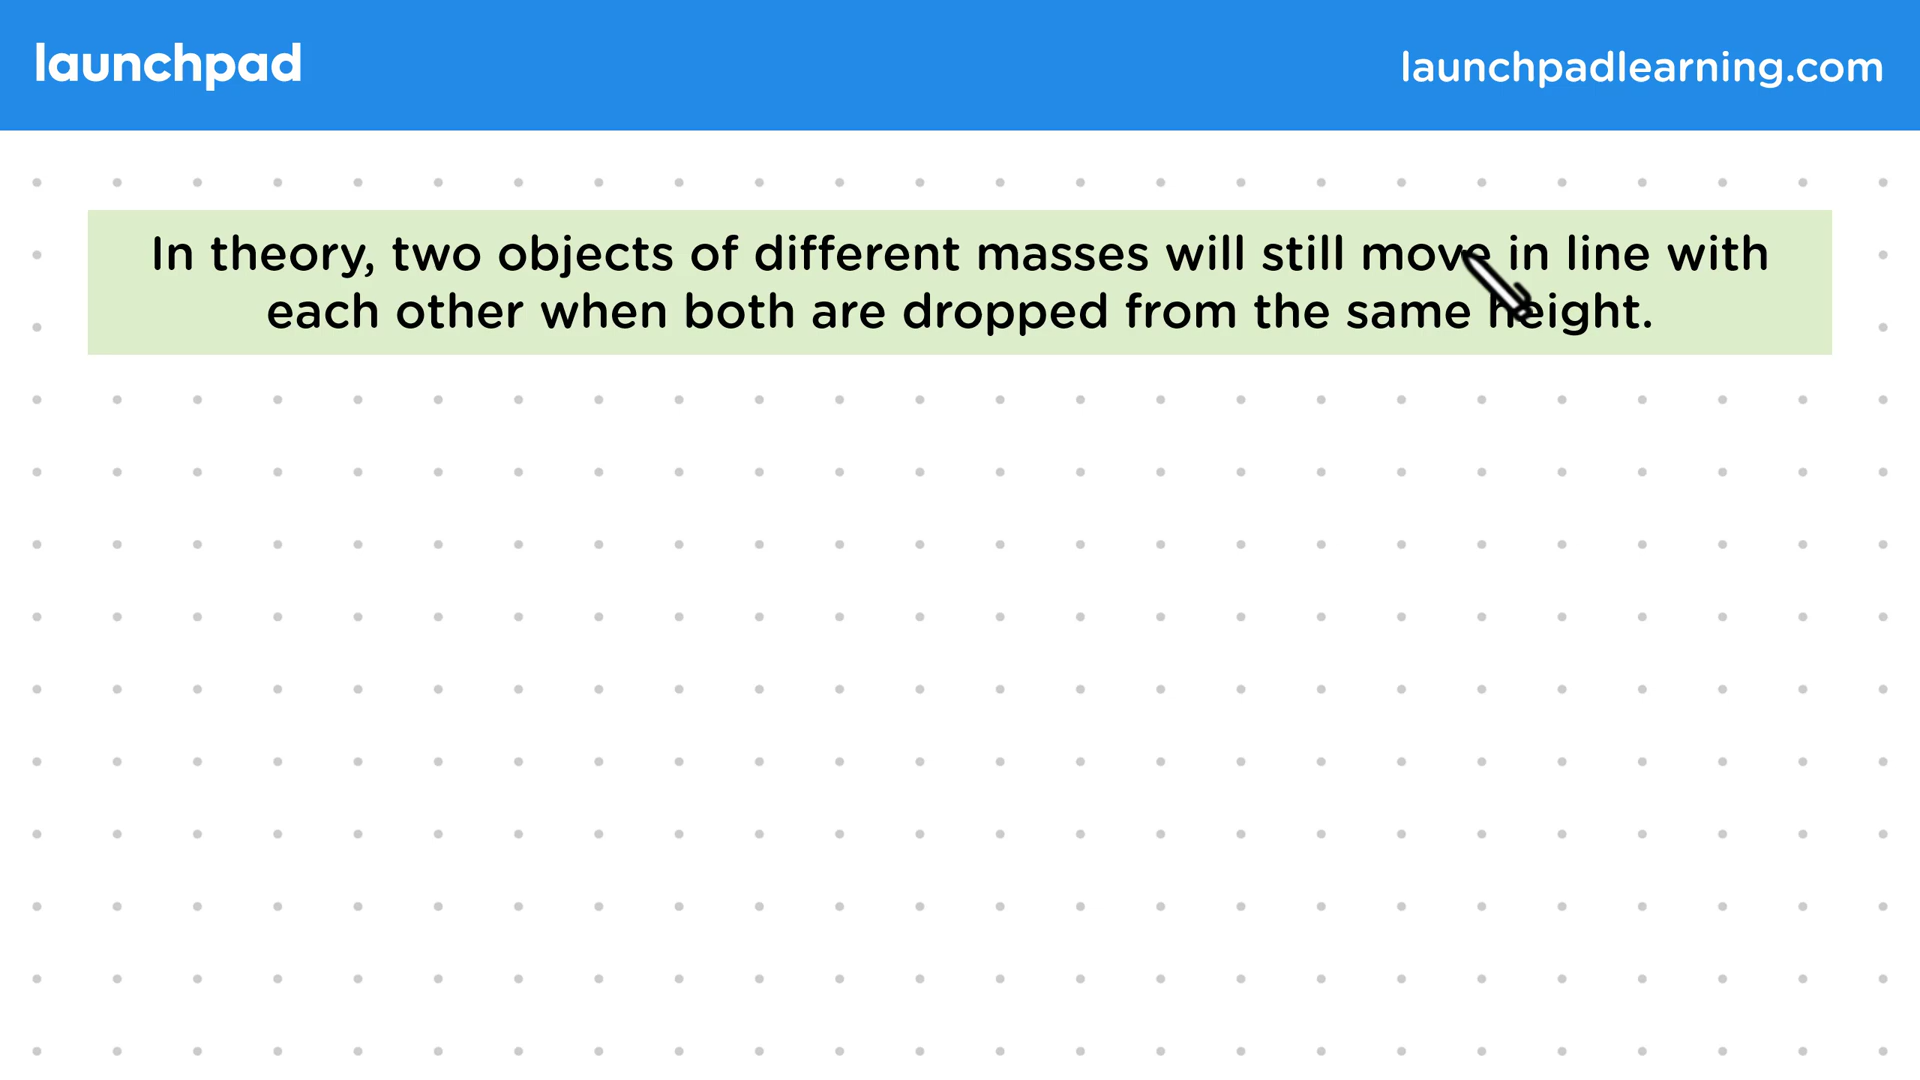 launchpad
launchpadlearning.com
In theory, two objects of different masses will still move in line with
each other when both are dropped from the same height.